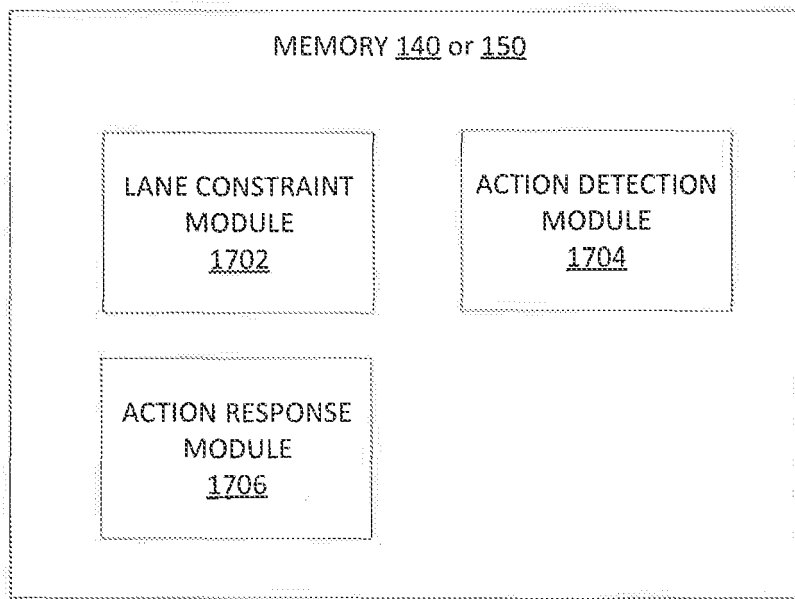 MEMORY 140 or 150
LANE CONSTRAINT
MODULE
1702
ACTION DETECTION
MODULE
1704
ACTION RESPONSE
MODULE
1706